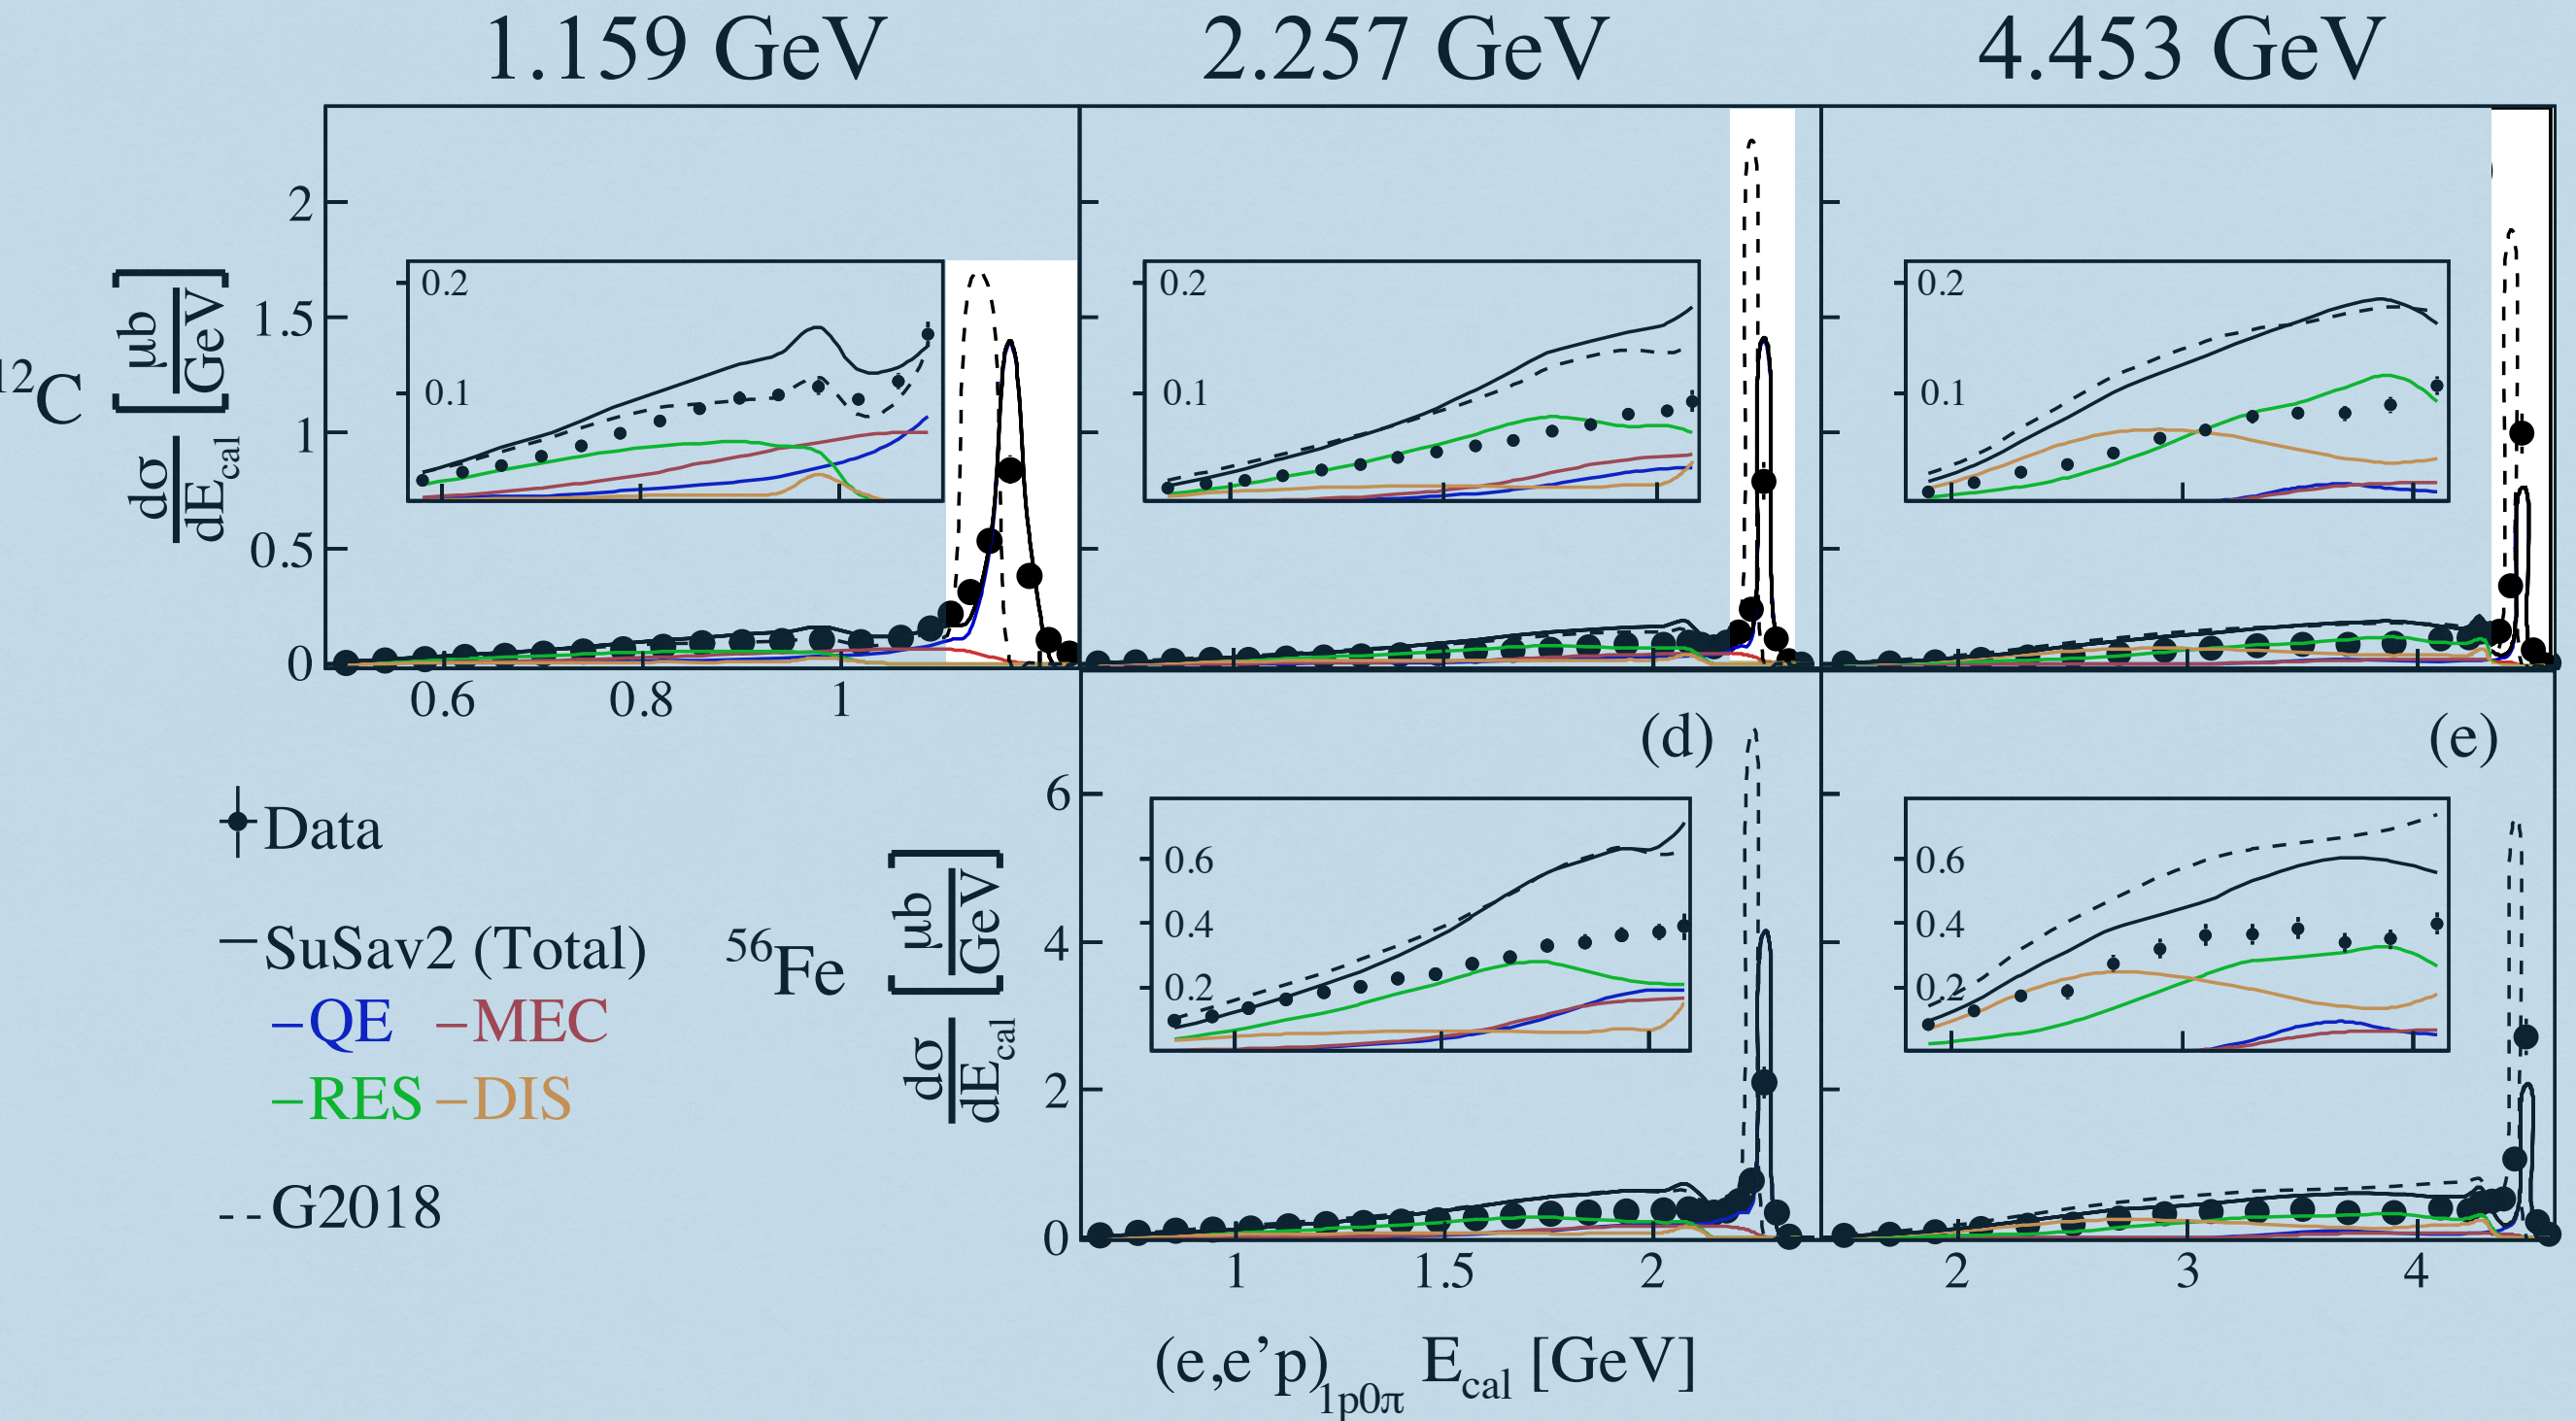 1.159 GeV 2.257 GeV 4.453 GeV
2
1.5
1
0.5
0
0.2
0.1
0.2
0.1
0.2
0.1
12C
dσ/dEcal [μb/GeV]
0.6 0.8 1
(d) (e)
6
4
2
0
0.6
0.4
0.2
0.6
0.4
0.2
56Fe
dσ/dEcal [μb/GeV]
Data
SuSav2 (Total)
QE MEC
RES DIS
G2018
1 1.5 2 2 3 4
(e,e’p)1p0π Ecal [GeV]